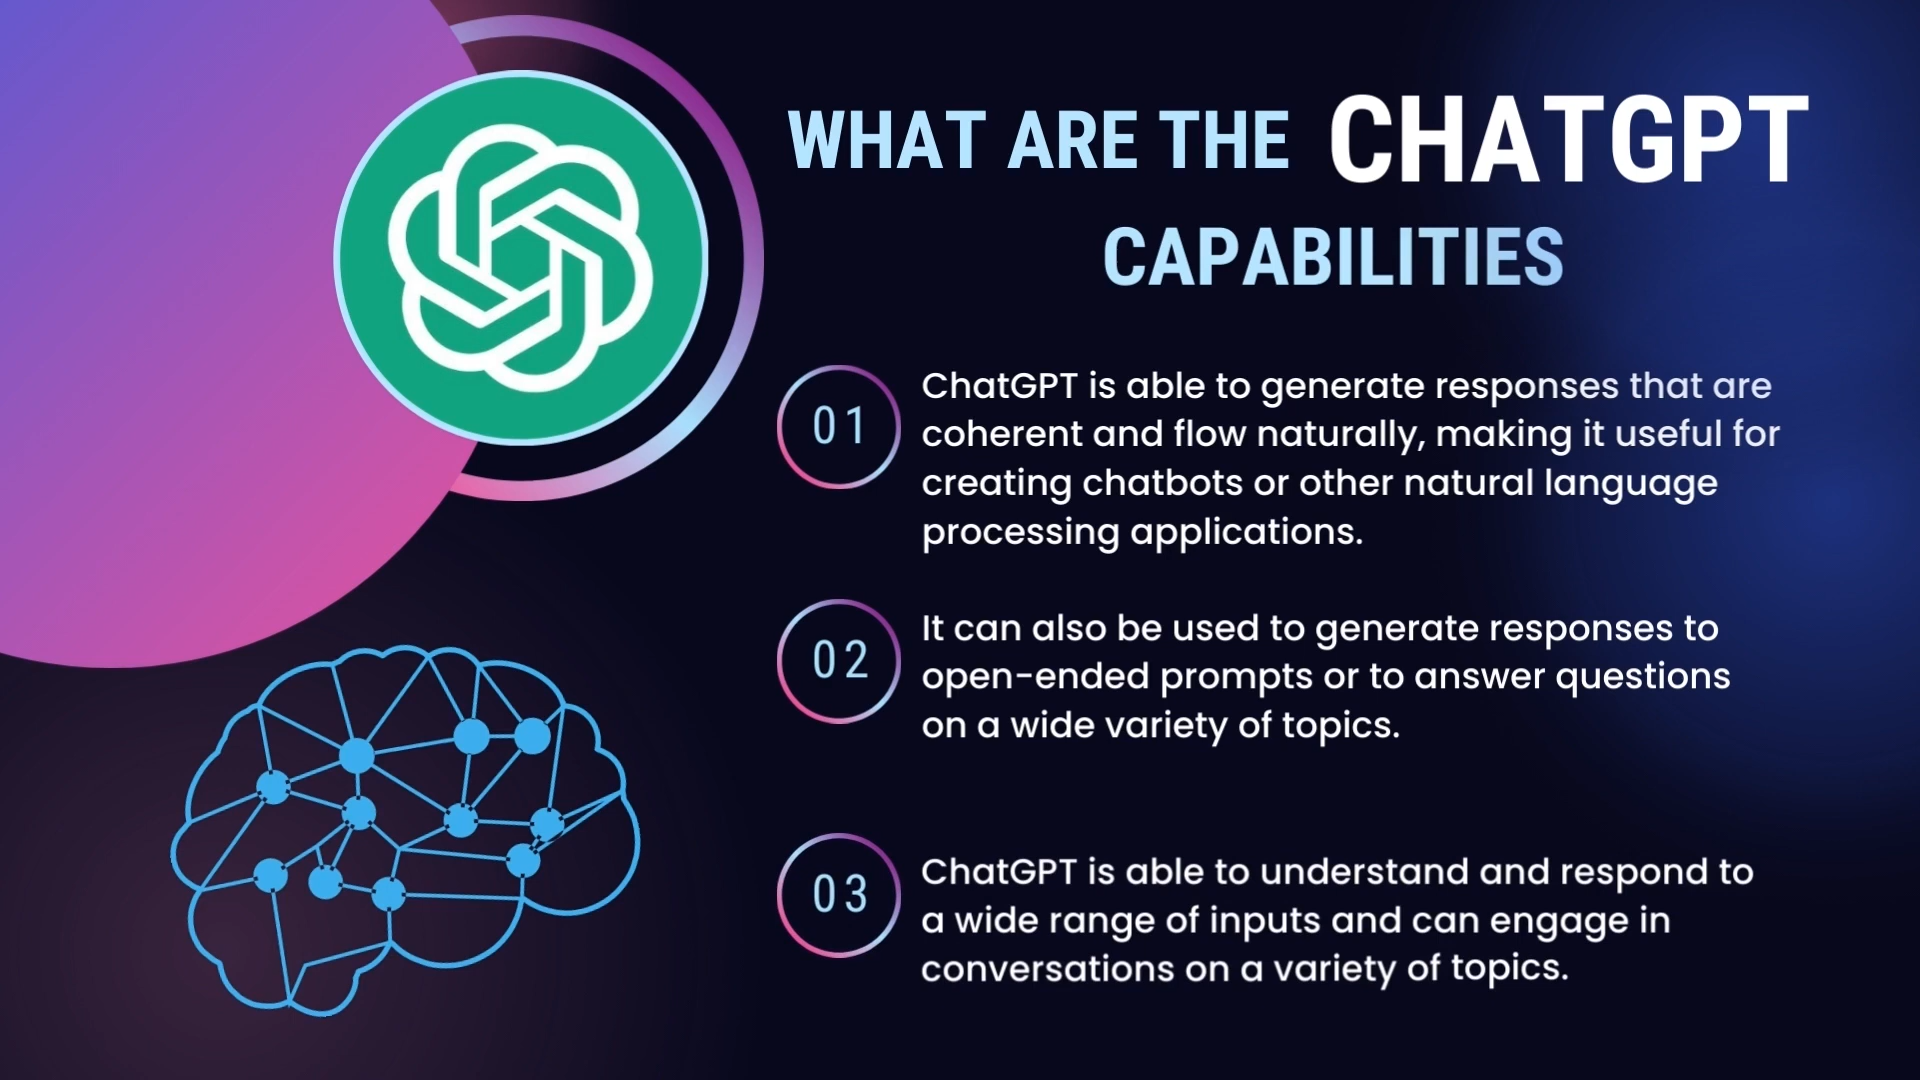 WHAT ARE THE CHATGPT
CAPABILITIES
01
ChatGPT is able to generate responses that are
coherent and flow naturally, making it useful for
creating chatbots or other natural language
processing applications.
02
It can also be used to generate responses to
open-ended prompts or to answer questions
on a wide variety of topics.
03
ChatGPT is able to understand and respond to
a wide range of inputs and can engage in
conversations on a variety of topics.